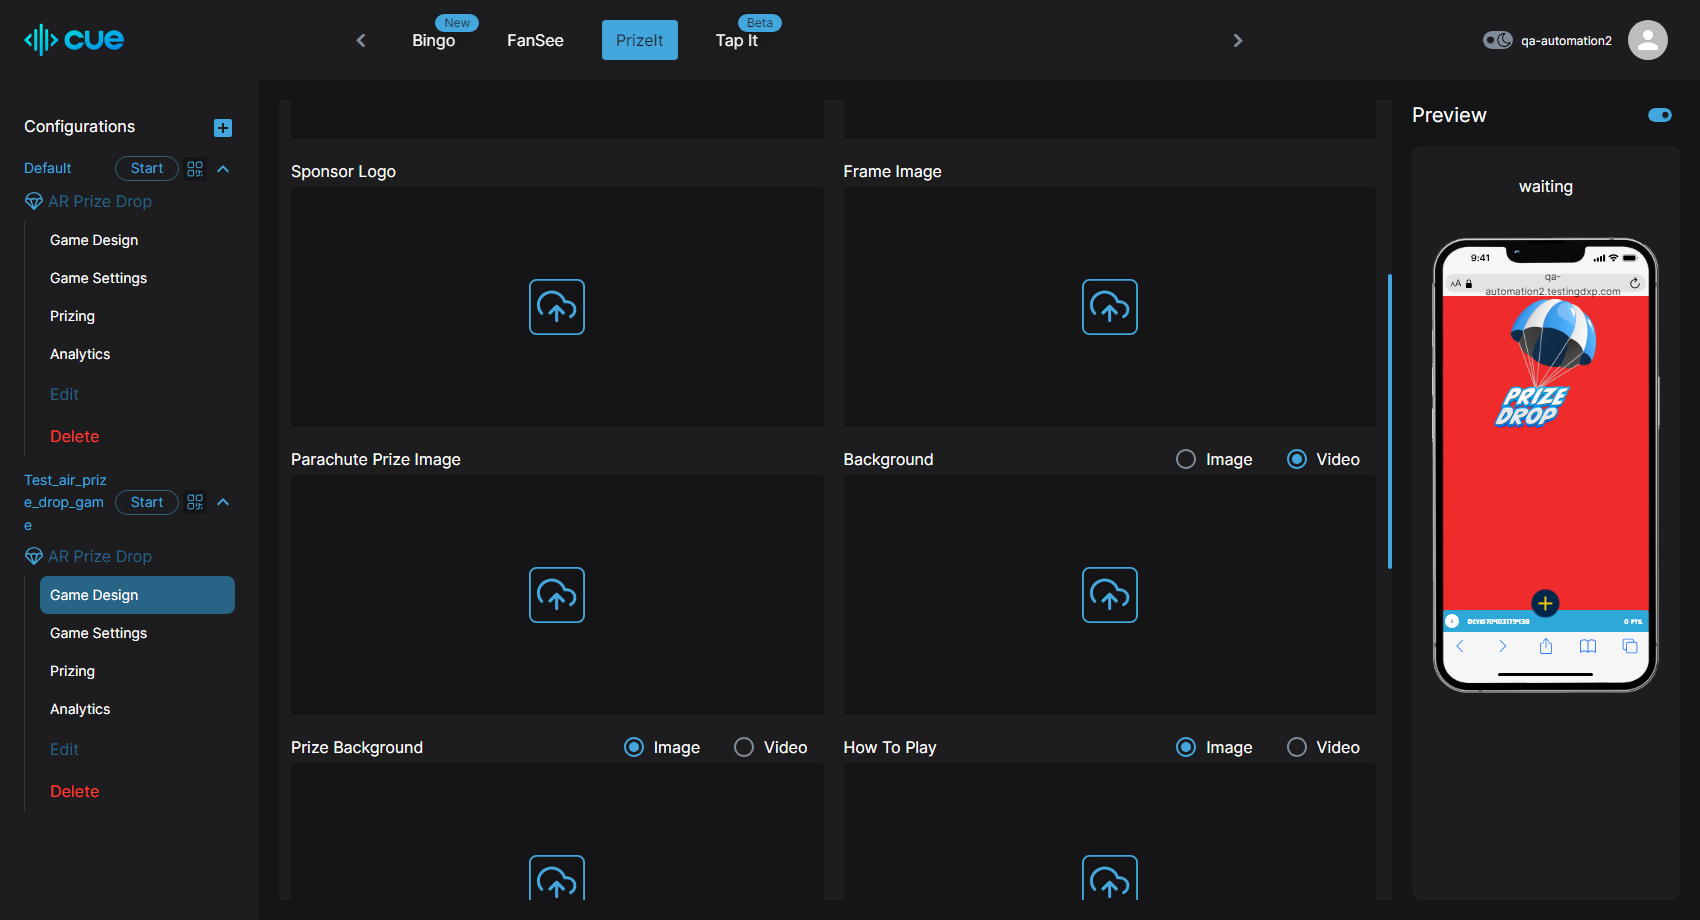 cue
New
Bingo
FanSee
PrizeIt
Beta
Tap It
qa-automation2
Configurations
Default
Start
AR Prize Drop
Game Design
Game Settings
Prizing
Analytics
Edit
Delete
Test_air_priz
e_drop_gam
e
Start
AR Prize Drop
Game Design
Game Settings
Prizing
Analytics
Edit
Delete
Sponsor Logo
Frame Image
Parachute Prize Image
Background
Image
Video
Prize Background
Image
Video
How To Play
Image
Video
Preview
waiting
9:41
AA
qa-
automation2.testingdxp.com
PRIZE
DROP
0 PTS.